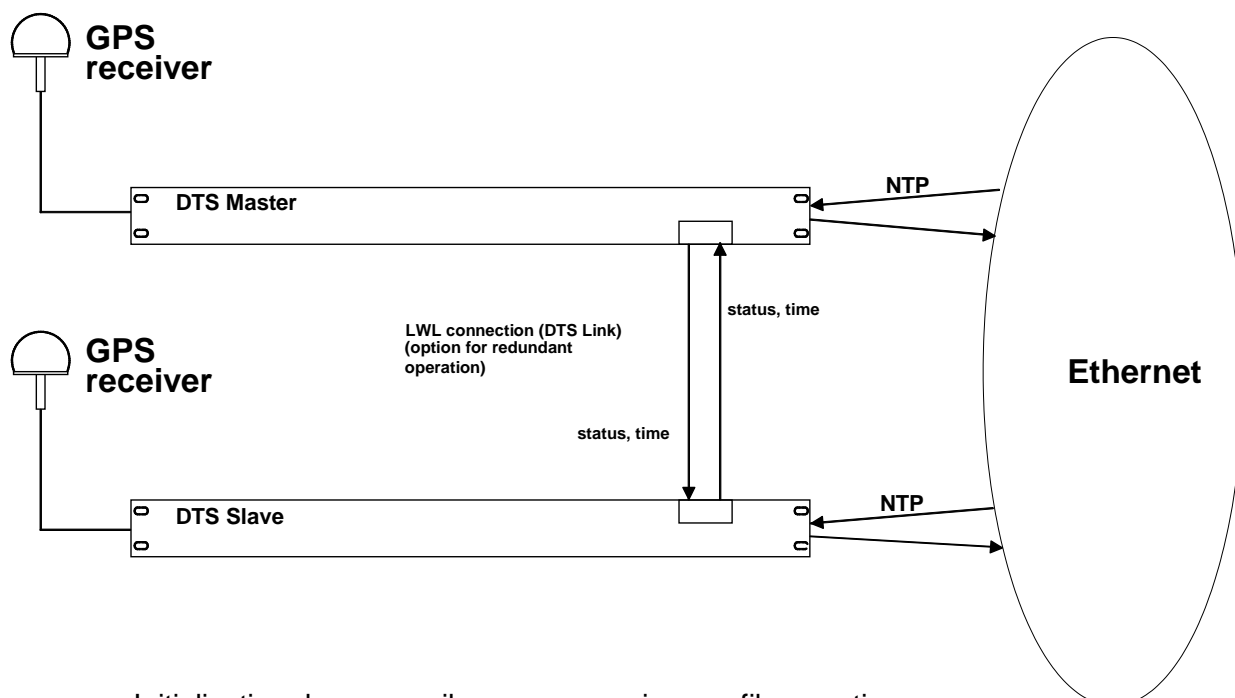 GPS
receiver
DTS Master
NTP
status, time
LWL connection (DTS Link)
(option for redundant
operation)
GPS
receiver
Ethernet
status, time
DTS Slave
NTP